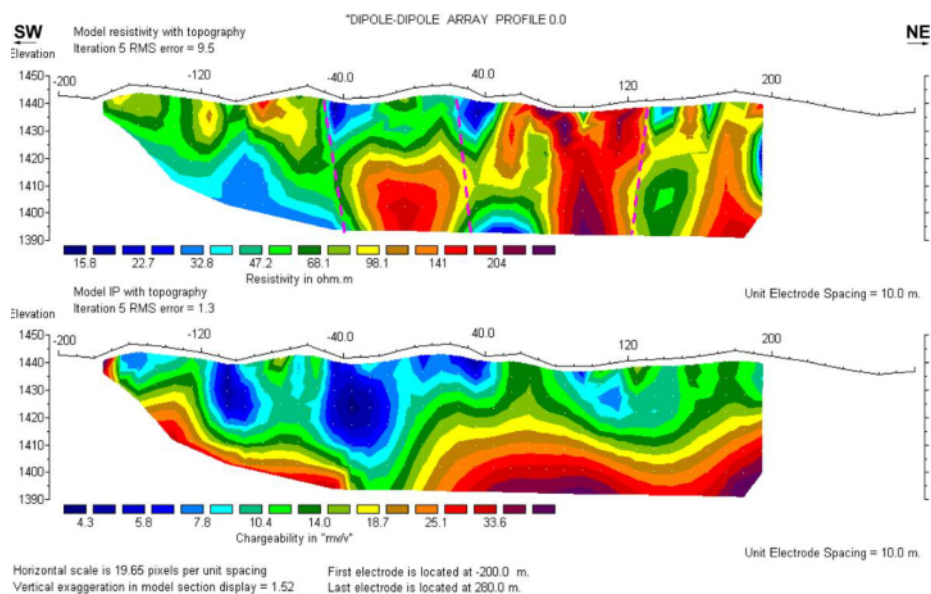 "DIPOLE-DIPOLE ARRAY PROFILE 0.0
SW
NE
Model resistivity with topography
Iteration 5 RMS error = 9.5
Elevation
1450
1440
1430
1420
1410
1400
1390
-200
-120
-40.0
40.0
120
200
15.8 22.7 32.8 47.2 68.1 98.1 141 204
Resistivity in ohm.m
Unit Electrode Spacing = 10.0 m.
Model IP with topography
Iteration 5 RMS error = 1.3
Elevation
1450
1440
1430
1420
1410
1400
1390
-200
-120
-40.0
40.0
120
200
4.3 5.8 7.8 10.4 14.0 18.7 25.1 33.6
Chargeability in "mv/v"
Unit Electrode Spacing = 10.0 m.
Horizontal scale is 19.65 pixels per unit spacing
Vertical exaggeration in model section display = 1.52
First electrode is located at -200.0 m.
Last electrode is located at 280.0 m.